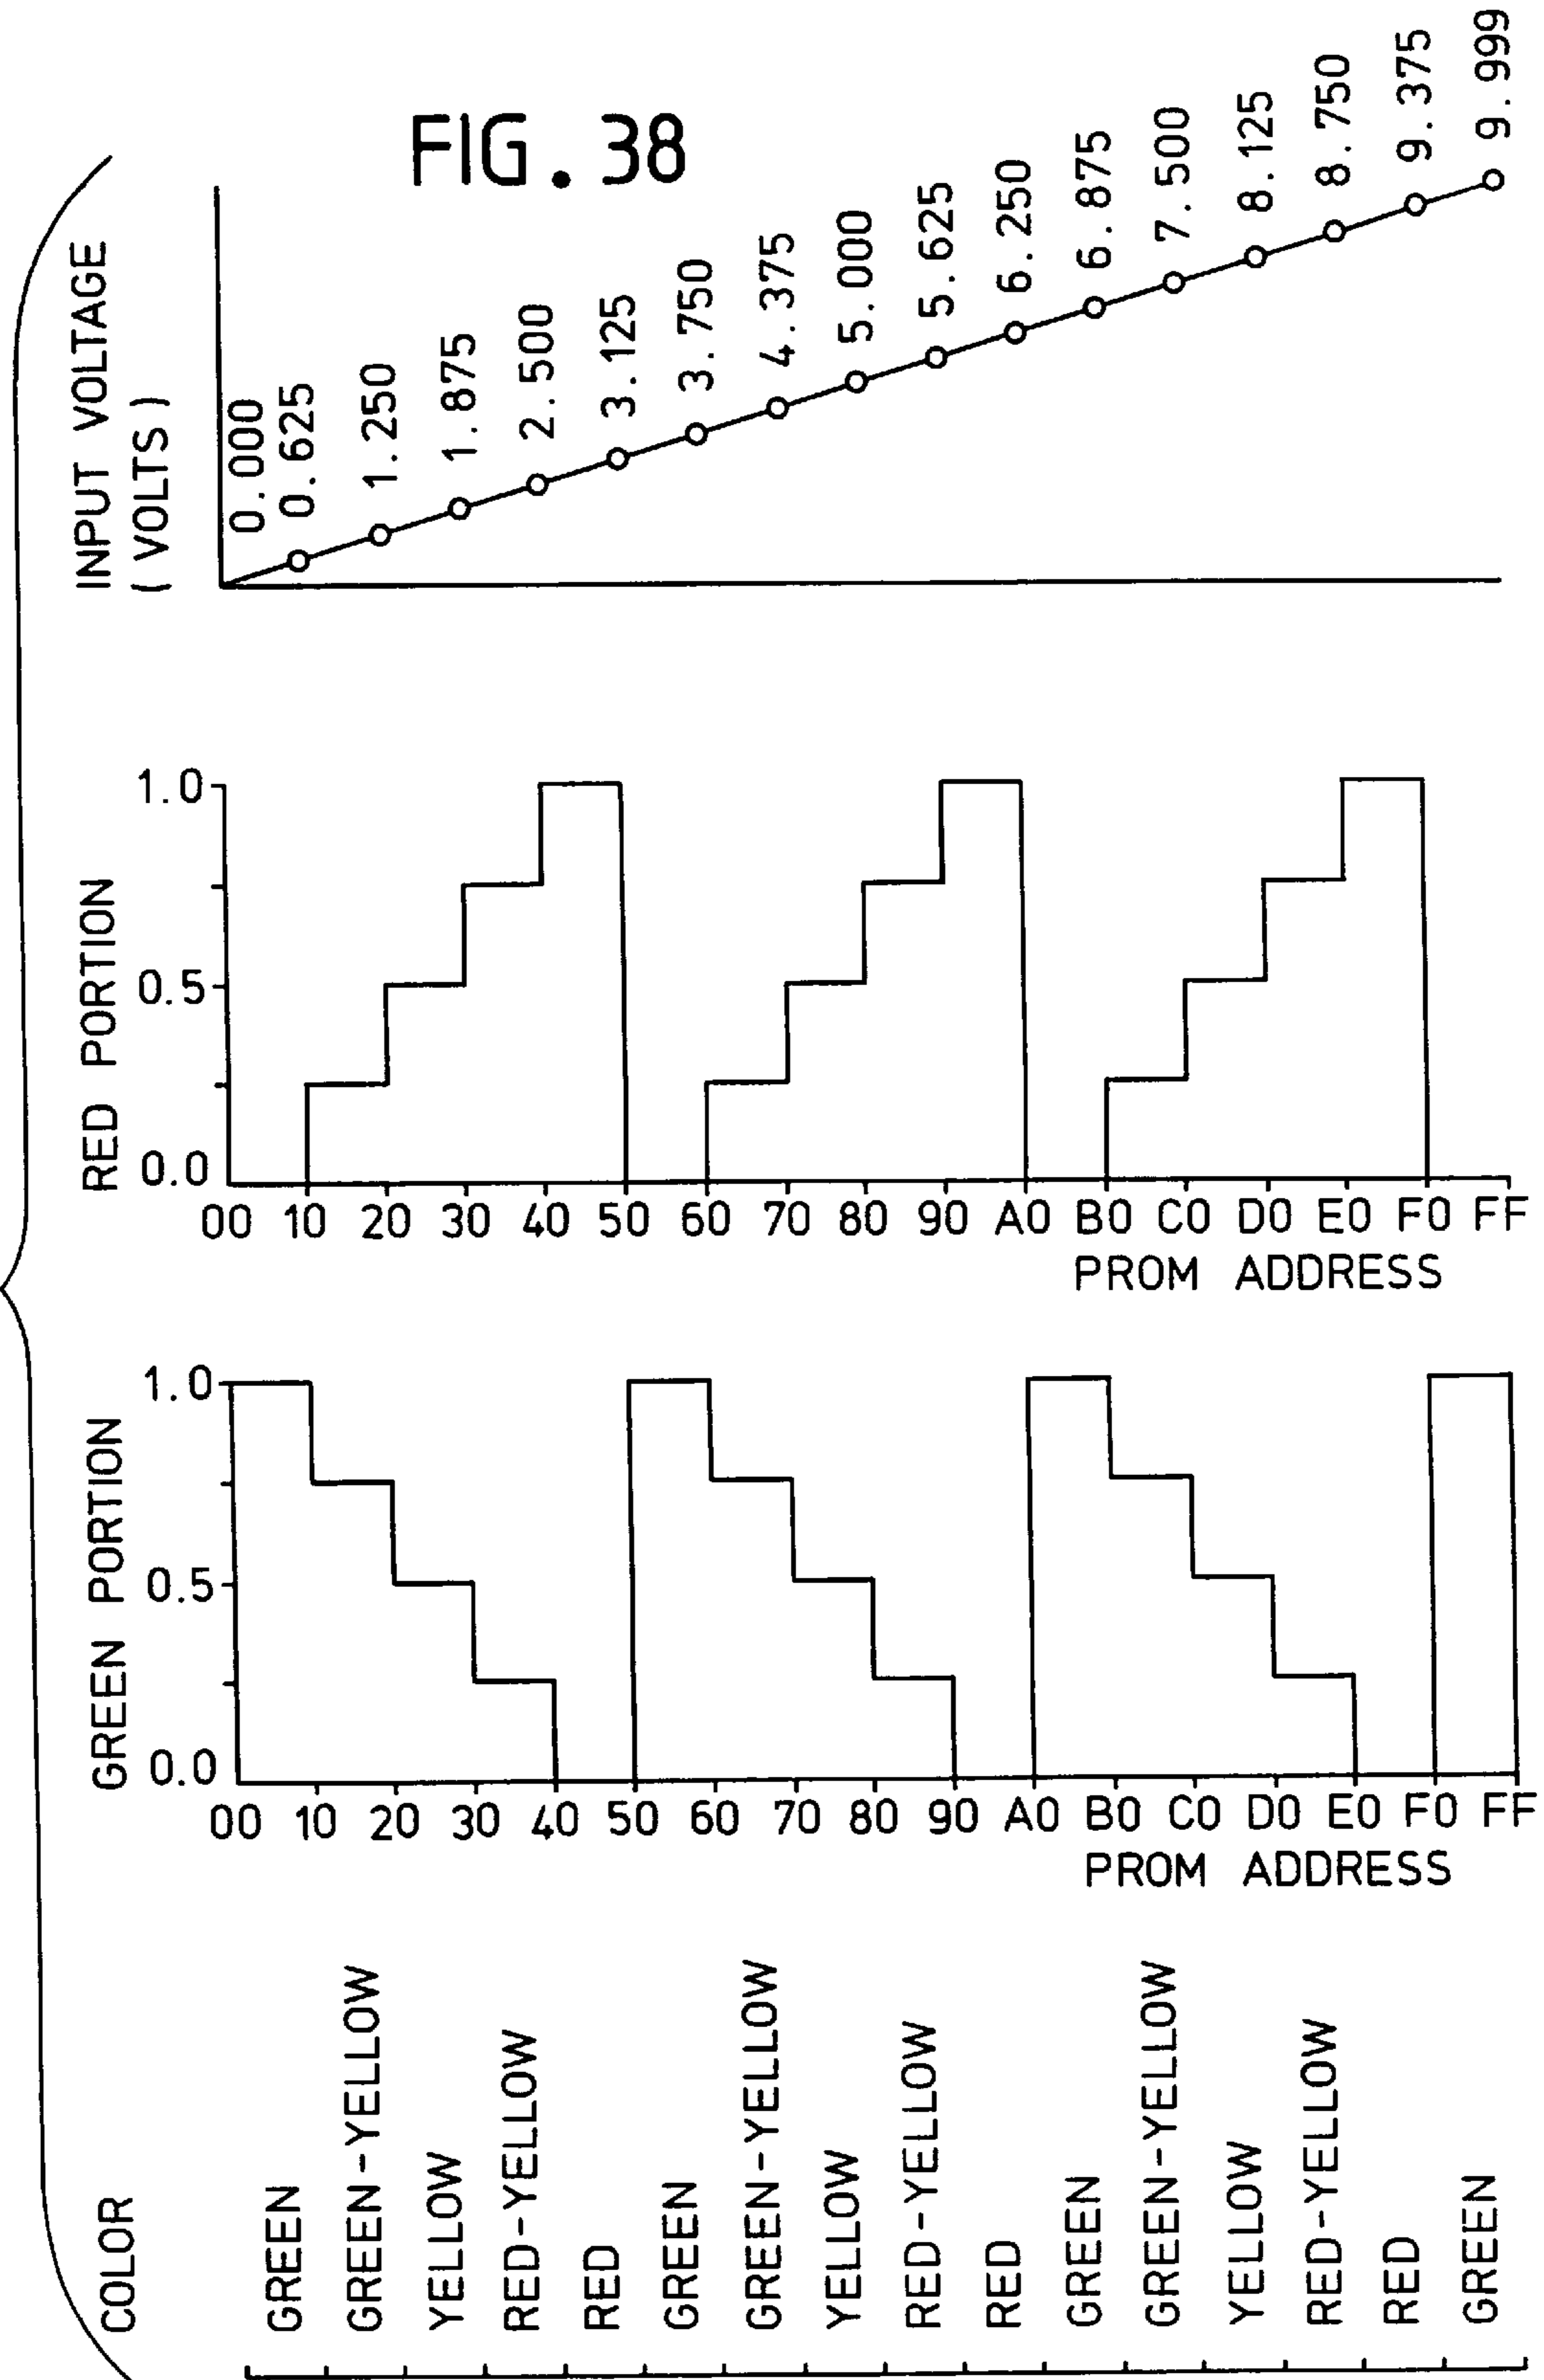 FIG. 38
INPUT VOLTAGE
(VOLTS)
0.000
0.625
1.250
1.875
2.500
3.125
3.750
4.375
5.000
5.625
6.250
6.875
7.500
8.125
8.750
9.375
9.999
RED PORTION
1.0
0.5
0.0
00 10 20 30 40 50 60 70 80 90 A0 B0 C0 D0 E0 F0 FF
PROM ADDRESS
GREEN PORTION
1.0
0.5
0.0
00 10 20 30 40 50 60 70 80 90 A0 B0 C0 D0 E0 F0 FF
PROM ADDRESS
COLOR
GREEN
GREEN-YELLOW
YELLOW
RED-YELLOW
RED
GREEN
GREEN-YELLOW
YELLOW
RED-YELLOW
RED
GREEN
GREEN-YELLOW
YELLOW
RED-YELLOW
RED
GREEN